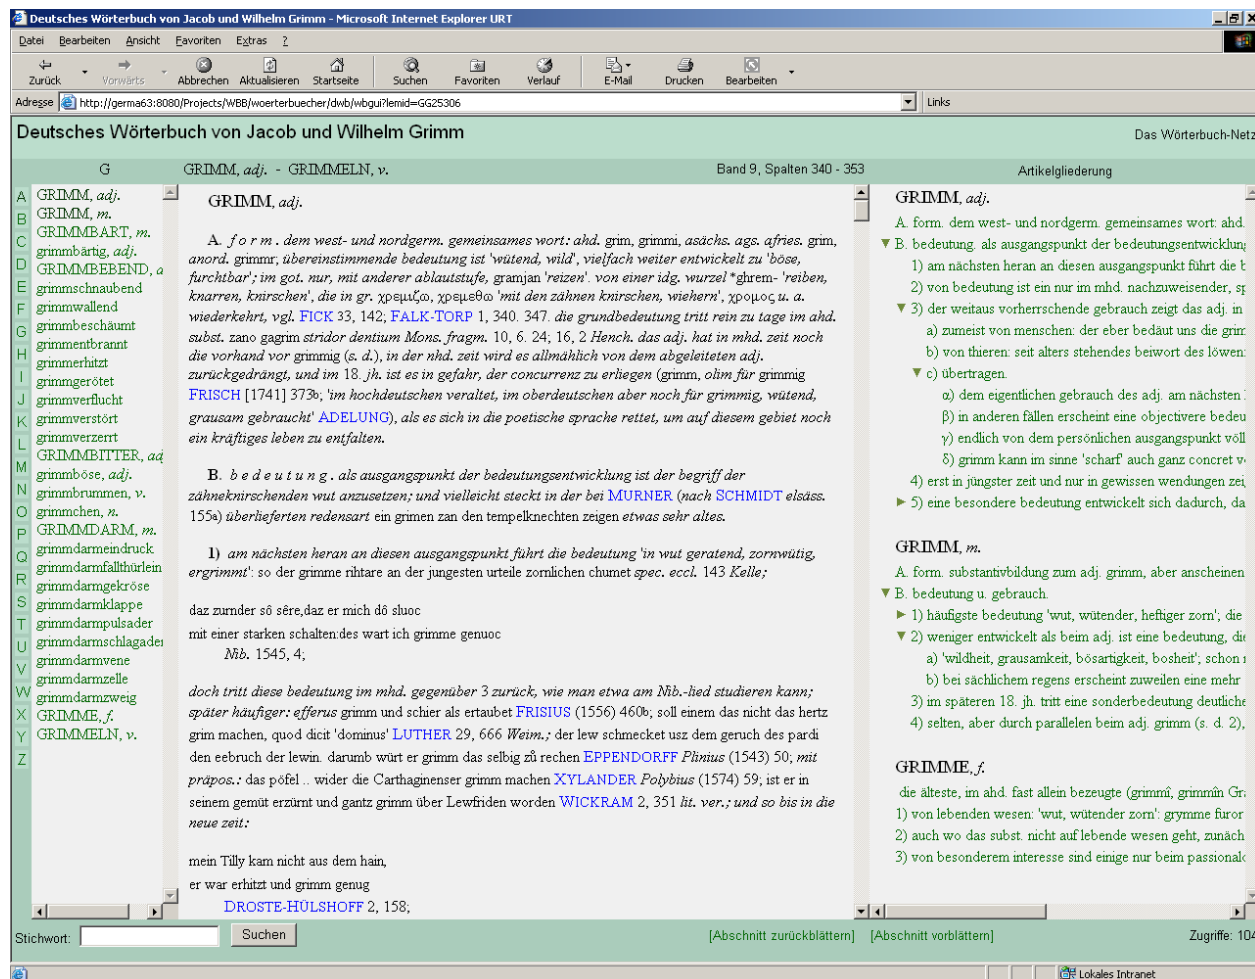 Deutsches Wörterbuch von Jacob und Wilhelm Grimm - Microsoft Internet Explorer URT
Datei Bearbeiten Ansicht Favoriten Extras ?
Zurück Vorwärts Abbrechen Aktualisieren Startseite Suchen Favoriten Verlauf E-Mail Drucken Bearbeiten
Adresse http://germa63:8080/Projects/WBB/woerterbuecher/dwb/wbgui?lemid=GG25306 Links
Deutsches Wörterbuch von Jacob und Wilhelm Grimm
Das Wörterbuch-Netz
G
GRIMM, adj. - GRIMMELN, v.
Band 9, Spalten 340 - 353
Artikelgliederung
A
B
C
D
E
F
G
H
I
J
K
L
M
N
O
P
Q
R
S
T
U
V
W
X
Y
Z
GRIMM, adj.
GRIMM, m.
GRIMMBART, m.
grimmbärtig, adj.
GRIMMBEBEND, a
grimmschnaubend
grimmwallend
grimmbeschäumt
grimmentbrannt
grimmerhitzt
grimmgerötet
grimmverflucht
grimmverstört
grimmverzerrt
GRIMMBITTER, ad
grimmböse, adj.
grimmbrummen, v.
grimmchen, n.
GRIMMDARM, m.
grimmdarmeindruck
grimmdarmfallthürlein
grimmdarmgekröse
grimmdarmklappe
grimmdarmpulsader
grimmdarmschlagader
grimmdarmvene
grimmdarmzelle
grimmdarmzweig
GRIMME, f.
GRIMMELN, v.
GRIMM, adj.
A. form. dem west- und nordgerm. gemeinsames wort: ahd. grim, grimmi, asächs. ags. afries. grim,
anord. grimmr; übereinstimmende bedeutung ist 'wütend, wild', vielfach weiter entwickelt zu 'böse,
furchtbar'; im got. nur, mit anderer ablautstufe, gramjan 'reizen'. von einer idg. wurzel *ghrem- 'reiben,
knarren, knirschen', die in gr. χρεμιζω, χρεμεθω 'mit den zähnen knirschen, wiehern', χρομος u. a.
wiederkehrt, vgl. FICK 33, 142; FALK-TORP 1, 340. 347. die grundbedeutung tritt rein zu tage im ahd.
subst. zano gagrim stridor dentium Mons. fragm. 10, 6. 24; 16, 2 Hench. das adj. hat in mhd. zeit noch
die vorhand vor grimmig (s. d.), in der nhd. zeit wird es allmählich von dem abgeleiteten adj.
zurückgedrängt, und im 18. jh. ist es in gefahr, der concurrenz zu erliegen (grimm, olim für grimmig
FRISCH [1741] 373b; 'im hochdeutschen veraltet, im oberdeutschen aber noch für grimmig, wütend,
grausam gebraucht' ADELUNG), als es sich in die poetische sprache rettet, um auf diesem gebiet noch
ein kräftiges leben zu entfalten.
B. bedeutung. als ausgangspunkt der bedeutungsentwicklung ist der begriff der
zähneknirschenden wut anzusetzen; und vielleicht steckt in der bei MURNER (nach SCHMIDT elsäss.
155a) überlieferten redensart ein grimen zan den tempelknechten zeigen etwas sehr altes.
1) am nächsten heran an diesen ausgangspunkt führt die bedeutung 'in wut geratend, zornwütig,
ergrimmt': so der grimme rihtare an der jungesten urteile zornlichen chumet spec. eccl. 143 Kelle;
daz zurnder sô sêre,daz er mich dô sluoc
mit einer starken schalten:des wart ich grimme genuoc
Nib. 1545, 4;
doch tritt diese bedeutung im mhd. gegenüber 3 zurück, wie man etwa am Nib.-lied studieren kann;
später häufiger: efferus grimm und schier als ertaubet FRISIUS (1556) 460b; soll einem das nicht das hertz
grim machen, quod dicit 'dominus' LUTHER 29, 666 Weim.; der lew schmecket usz dem geruch des pardi
den eebruch der lewin. darumb würt er grimm das selbig zů rechen EPPENDORFF Plinius (1543) 50; mit
präpos.: das pöfel .. wider die Carthaginenser grimm machen XYLANDER Polybius (1574) 59; ist er in
seinem gemüt erzürnt und gantz grimm über Lewfriden worden WICKRAM 2, 351 lit. ver.; und so bis in die
neue zeit:
mein Tilly kam nicht aus dem hain,
er war erhitzt und grimm genug
DROSTE-HÜLSHOFF 2, 158;
GRIMM, adj.
A. form. dem west- und nordgerm. gemeinsames wort: ahd.
B. bedeutung. als ausgangspunkt der bedeutungsentwicklung
1) am nächsten heran an diesen ausgangspunkt führt die b
2) von bedeutung ist ein nur im mhd. nachzuweisender, sp
3) der weitaus vorherrschende gebrauch zeigt das adj. in
a) zumeist von menschen: der eber bedäut uns die grim
b) von thieren: seit alters stehendes beiwort des löwen:
c) übertragen.
α) dem eigentlichen gebrauch des adj. am nächsten
β) in anderen fällen erscheint eine objectivere bedeu
γ) endlich von dem persönlichen ausgangspunkt völl
δ) grimm kann im sinne 'scharf' auch ganz concret v
4) erst in jüngster zeit und nur in gewissen wendungen zei
5) eine besondere bedeutung entwickelt sich dadurch, da
GRIMM, m.
A. form. substantivbildung zum adj. grimm, aber anscheinen
B. bedeutung u. gebrauch.
1) häufigste bedeutung 'wut, wütender, heftiger zorn'; die
2) weniger entwickelt als beim adj. ist eine bedeutung, die
a) 'wildheit, grausamkeit, bösartigkeit, bosheit'; schon
b) bei sächlichem regens erscheint zuweilen eine mehr
3) im späteren 18. jh. tritt eine sonderbedeutung deutliche
4) selten, aber durch parallelen beim adj. grimm (s. d. 2),
GRIMME, f.
die älteste, im ahd. fast allein bezeugte (grimmî, grimmîn Gra
1) von lebenden wesen: 'wut, wütender zorn': grymme furor
2) auch wo das subst. nicht auf lebende wesen geht, zunäch
3) von besonderem interesse sind einige nur beim passional
Stichwort: Suchen [Abschnitt zurückblättern] [Abschnitt vorblättern] Zugriffe: 104
Lokales Intranet